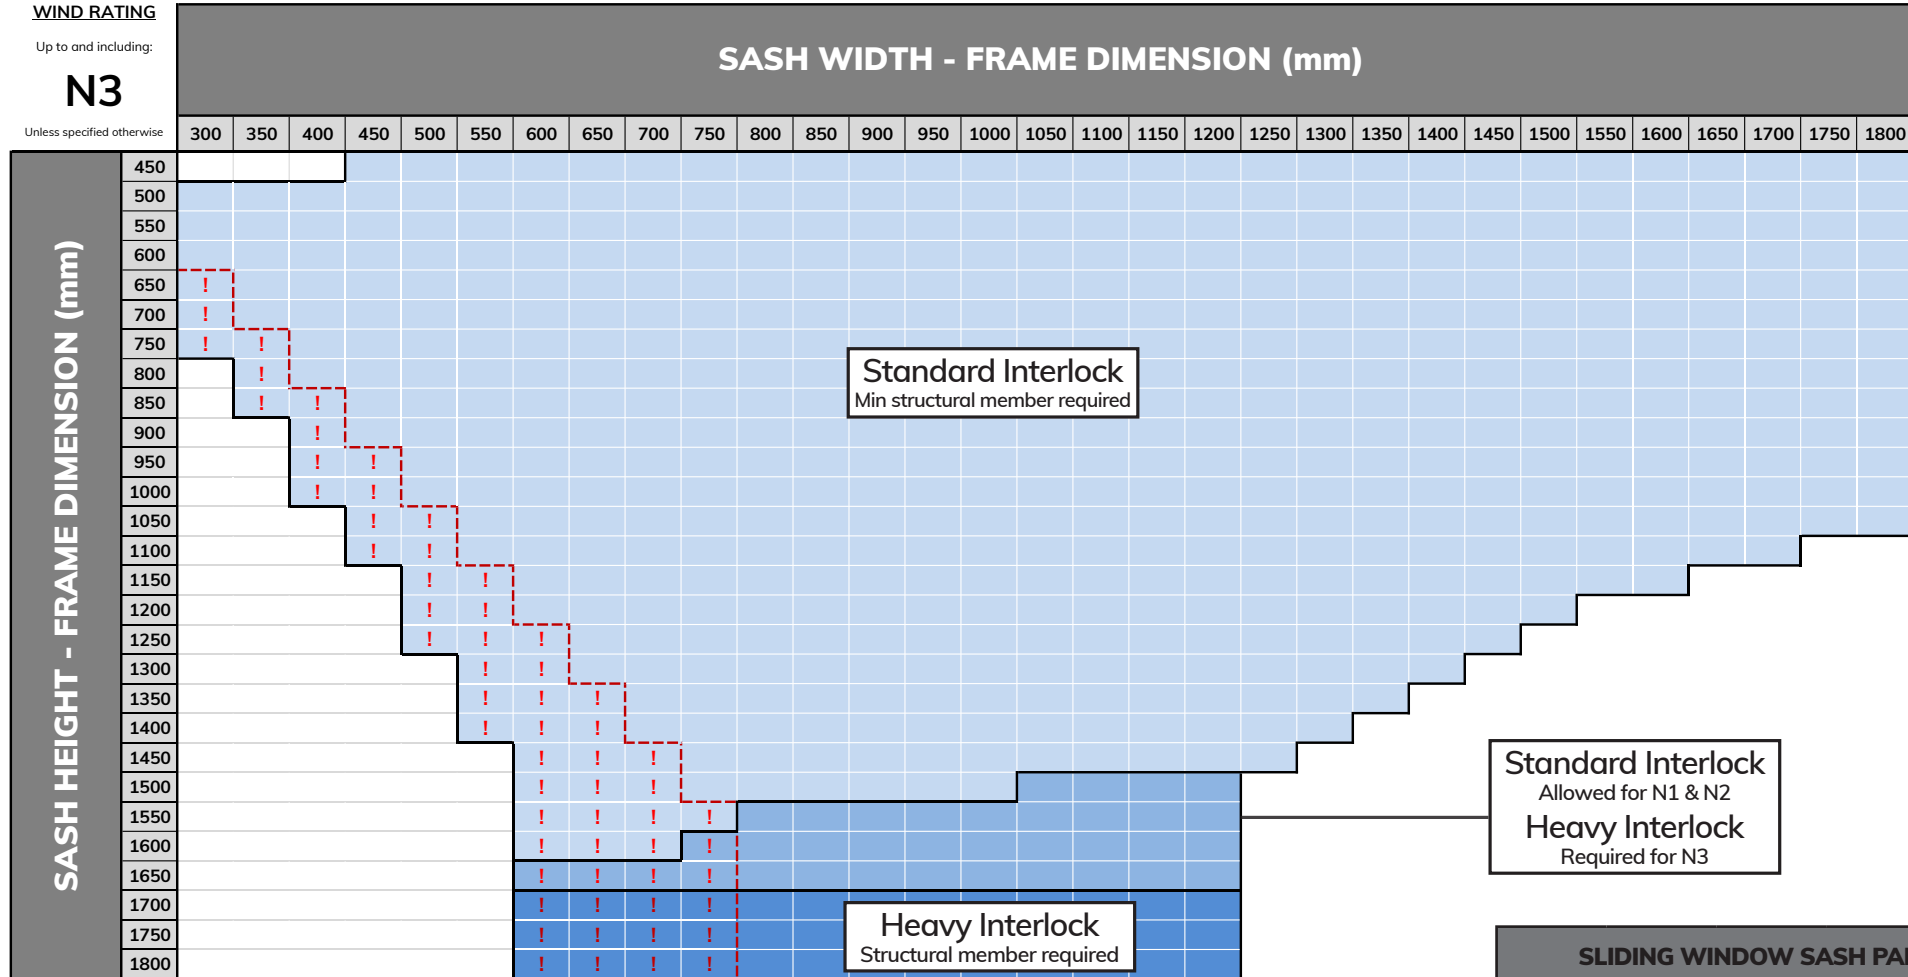 WIND RATING
Up to and including:
N3
Unless specified otherwise
SASH WIDTH - FRAME DIMENSION (mm)
300 350 400 450 500 550 600 650 700 750 800 850 900 950 1000 1050 1100 1150 1200 1250 1300 1350 1400 1450 1500 1550 1600 1650 1700 1750 1800
SASH HEIGHT - FRAME DIMENSION (mm)
450
500
550
600
650 !
700 !
750 ! !
800 !
850 ! !
900 !
950 ! !
1000 ! !
1050 ! !
1100 ! !
1150 ! !
1200 ! !
1250 ! ! !
1300 ! !
1350 ! ! !
1400 ! ! !
1450 ! ! !
1500 ! ! !
1550 ! ! ! !
1600 ! ! ! !
1650 ! ! ! !
1700 ! ! ! !
1750 ! ! ! !
1800 ! ! ! !
Standard Interlock
Min structural member required
Standard Interlock
Allowed for N1 & N2
Heavy Interlock
Required for N3
Heavy Interlock
Structural member required
SLIDING WINDOW SASH